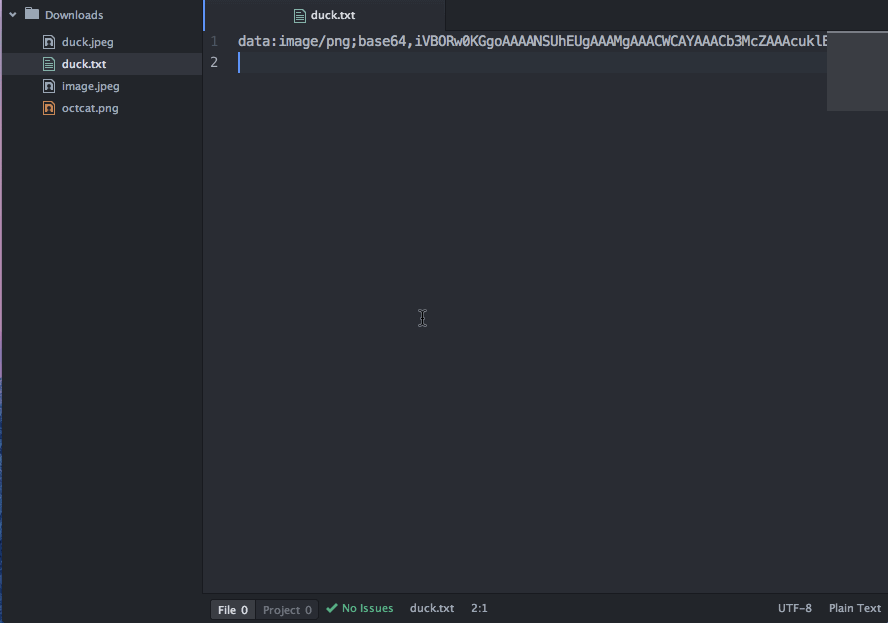 Downloads
duck.jpeg
duck.txt
image.jpeg
octcat.png
duck.txt
1 data:image/png;base64,iVBORw0KGgoAAAANSUhEUgAAAMgAAACWCAYAAACb3McZAAAcuklE
2
File 0 Project 0 No Issues duck.txt 2:1 UTF-8 Plain Text